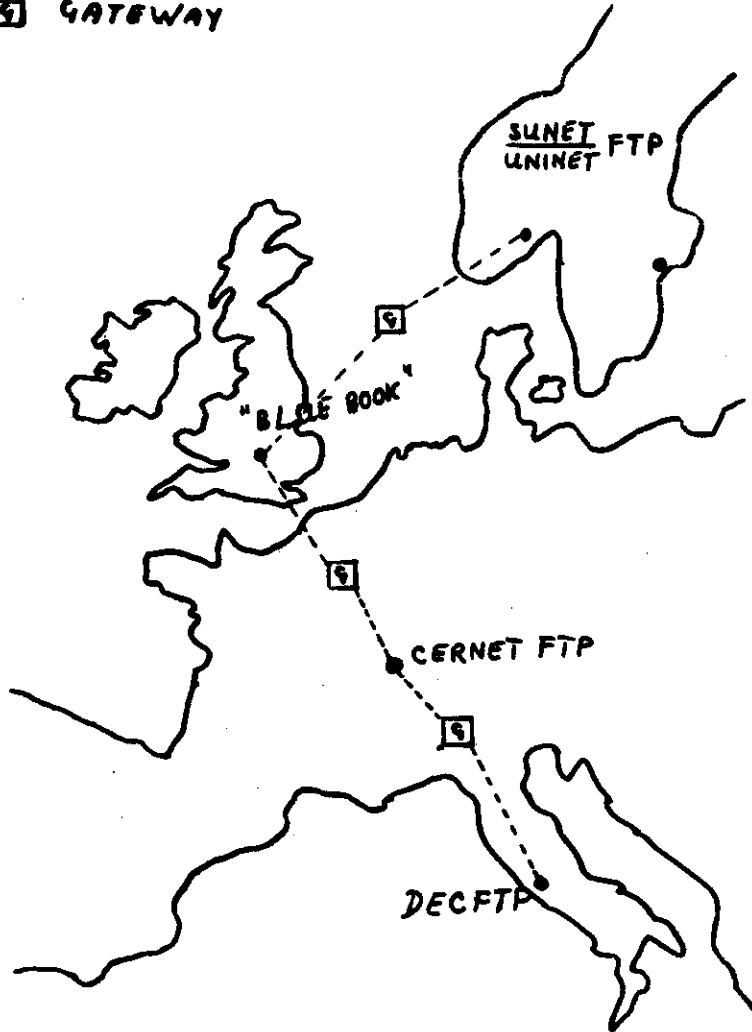 G GATEWAY
SUNET
UNINET FTP
G
"BLUE BOOK"
G
CERNET FTP
G
DECFTP